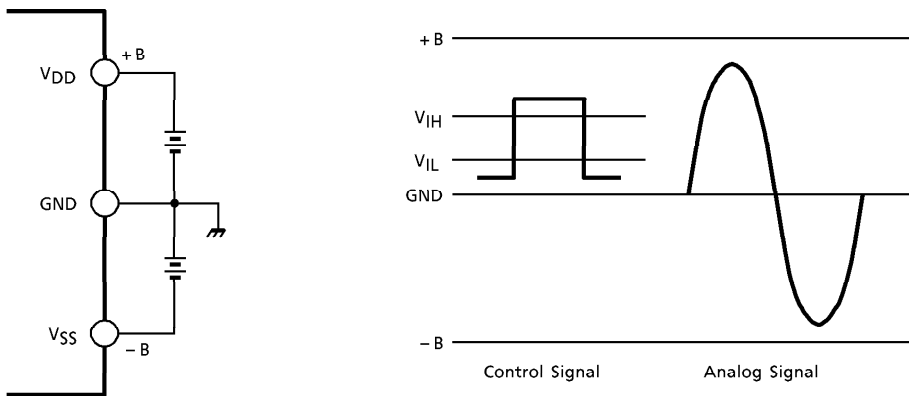 + B
VDD
GND
VSS
− B
+ B
VIH
VIL
GND
− B
Control Signal
Analog Signal